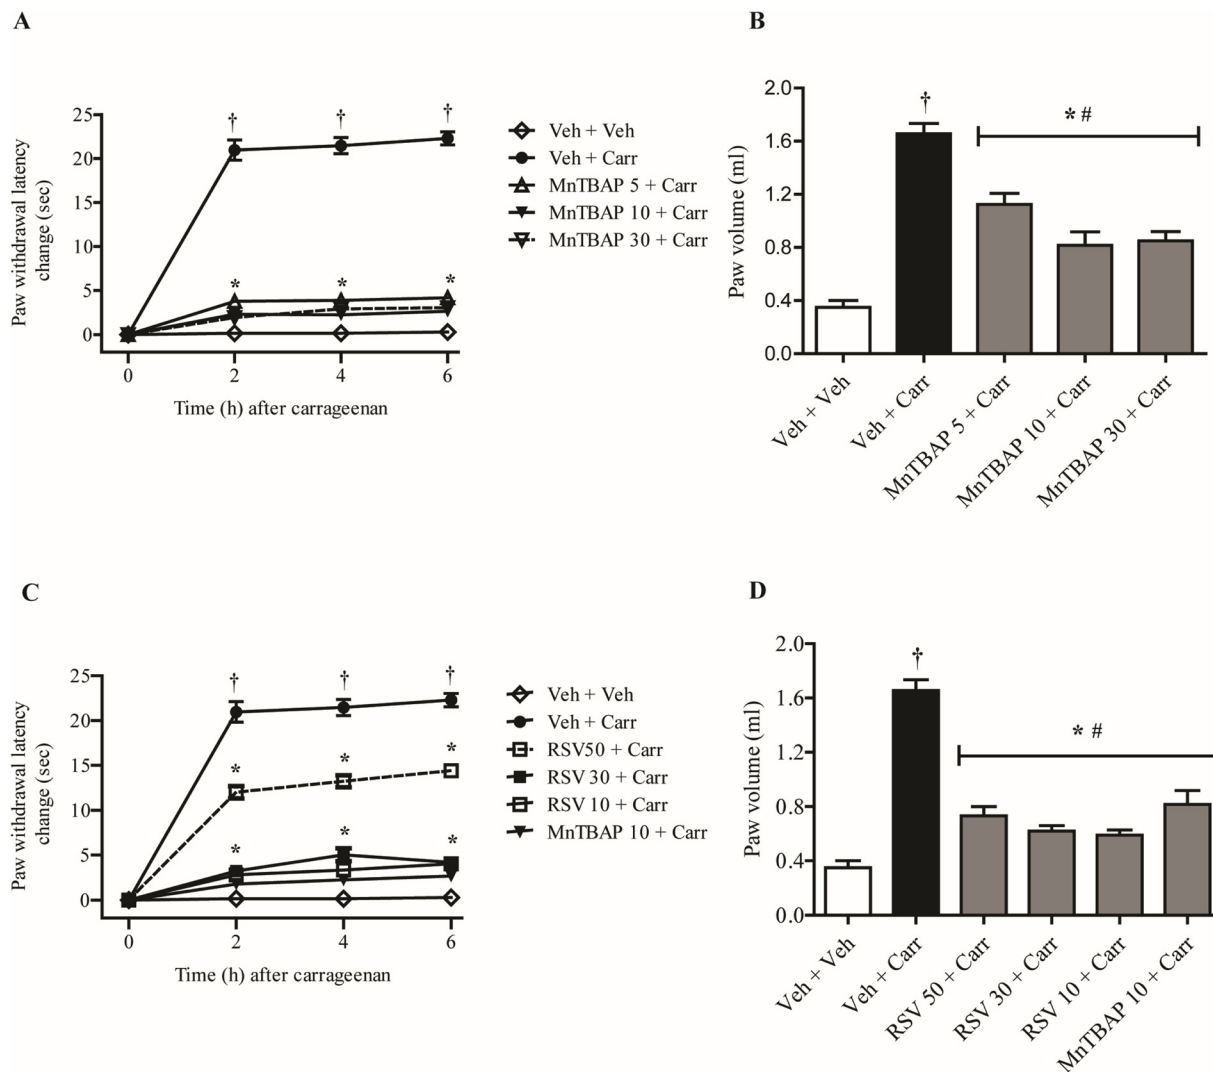 A
Paw withdrawal latency
change (sec)
25
20
15
10
5
0
†
†
†
*
*
*
0
2
4
6
Time (h) after carrageenan
Veh + Veh
Veh + Carr
MnTBAP 5 + Carr
MnTBAP 10 + Carr
MnTBAP 30 + Carr
B
Paw volume (ml)
2.0
1.6
1.2
0.8
0.4
0.0
†
* #
Veh + Veh
Veh + Carr
MnTBAP 5 + Carr
MnTBAP 10 + Carr
MnTBAP 30 + Carr
C
Paw withdrawal latency
change (sec)
25
20
15
10
5
0
†
†
†
*
*
*
*
*
*
0
2
4
6
Time (h) after carrageenan
Veh + Veh
Veh + Carr
RSV50 + Carr
RSV 30 + Carr
RSV 10 + Carr
MnTBAP 10 + Carr
D
Paw volume (ml)
2.0
1.6
1.2
0.8
0.4
0.0
†
* #
Veh + Veh
Veh + Carr
RSV 50 + Carr
RSV 30 + Carr
RSV 10 + Carr
MnTBAP 10 + Carr